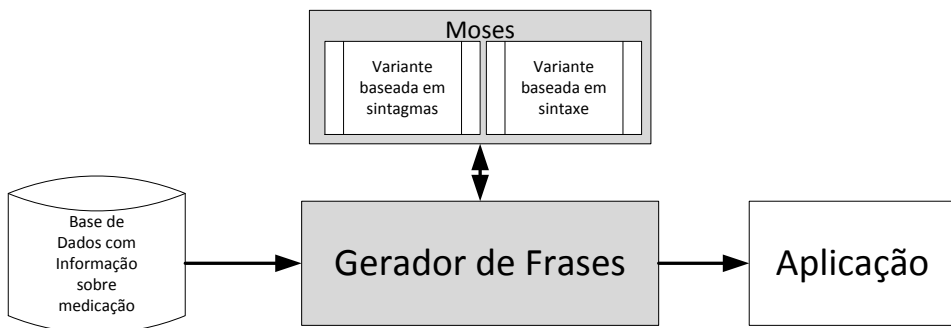 Moses
Variante
baseada em
sintagmas
Variante
baseada em
sintaxe
Base de
Dados com
Informação
sobre
medicação
Gerador de Frases
Aplicação